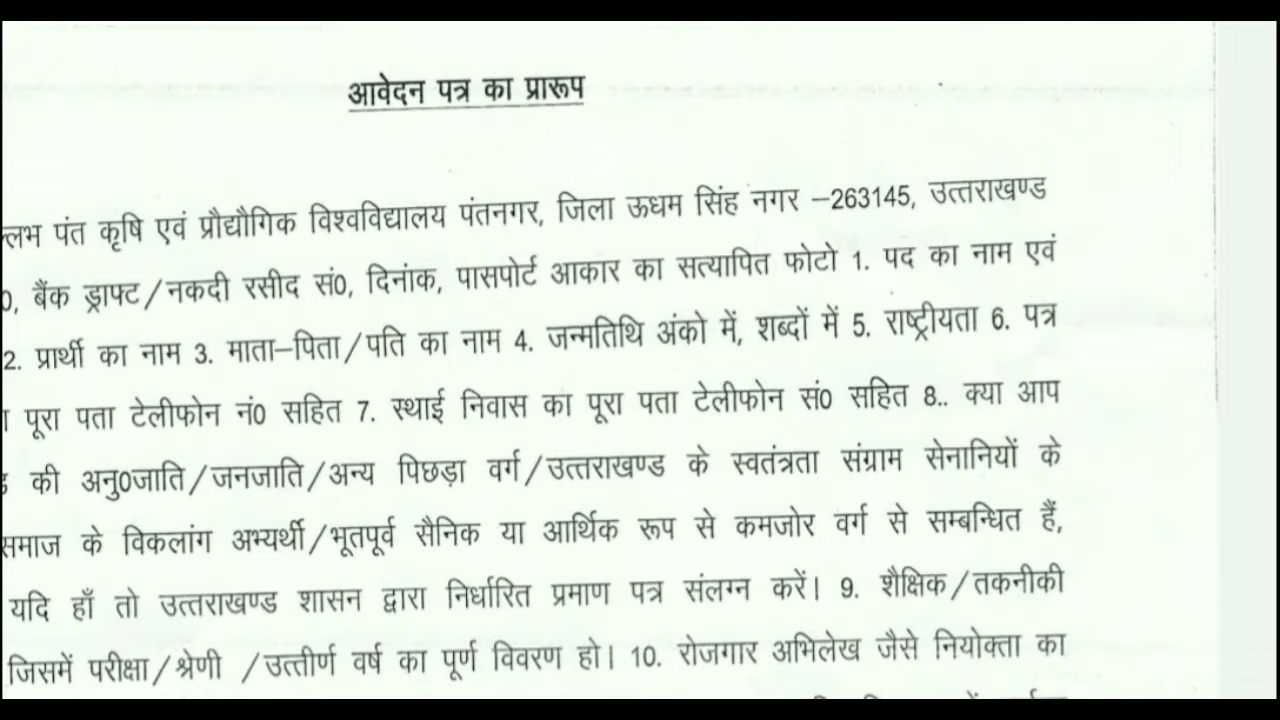 आवेदन पत्र का प्रारूप
पंत कृषि एवं प्रौद्यौगिक विश्वविद्यालय पंतनगर, जिला ऊधम सिंह नगर –263145, उत्तराखण्ड
बैंक ड्राफ्ट/नकदी रसीद सं0, दिनांक, पासपोर्ट आकार का सत्यापित फोटो 1. पद का नाम एवं
2. प्रार्थी का नाम 3. माता–पिता/पति का नाम 4. जन्मतिथि अंको में, शब्दों में 5. राष्ट्रीयता 6. पत्र
पूरा पता टेलीफोन नं0 सहित 7. स्थाई निवास का पूरा पता टेलीफोन सं0 सहित 8.. क्या आप
की अनु0जाति/जनजाति/अन्य पिछड़ा वर्ग/उत्तराखण्ड के स्वतंत्रता संग्राम सेनानियों के
समाज के विकलांग अभ्यर्थी/भूतपूर्व सैनिक या आर्थिक रूप से कमजोर वर्ग से सम्बन्धित हैं,
यदि हाँ तो उत्तराखण्ड शासन द्वारा निर्धारित प्रमाण पत्र संलग्न करें। 9. शैक्षिक/तकनीकी
जिसमें परीक्षा/श्रेणी /उत्तीर्ण वर्ष का पूर्ण विवरण हो। 10. रोजगार अभिलेख जैसे नियोक्ता का